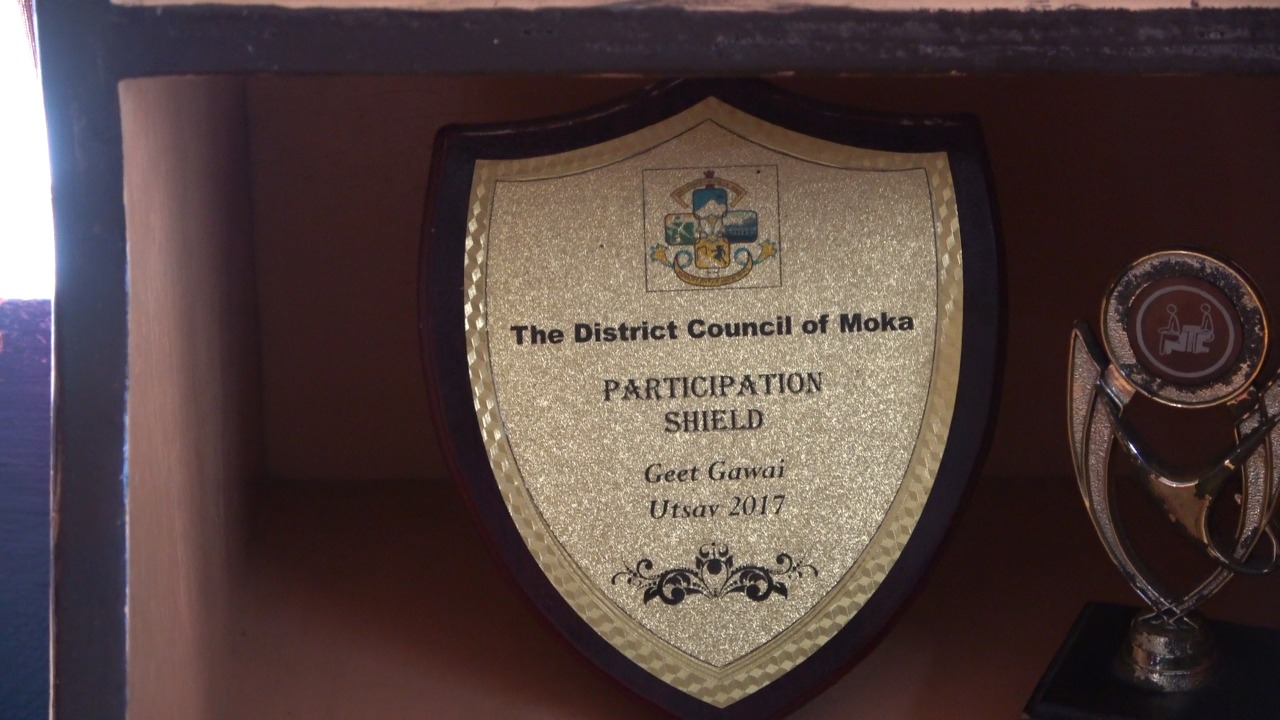 The District Council of Moka
PARTICIPATION
SHIELD
Geet Gawai
Utsav 2017